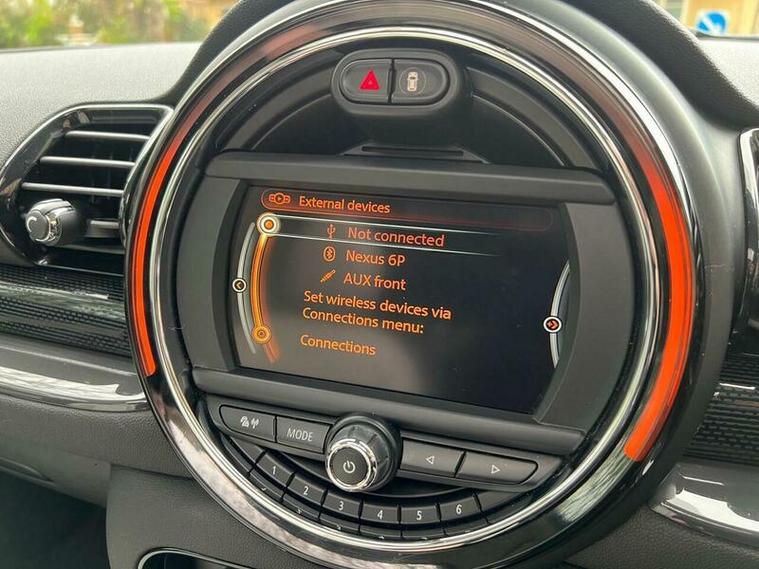 External devices
Not connected
Nexus 6P
AUX front
Set wireless devices via
Connections menu:
Connections
MODE
1 2 3 4 5 6